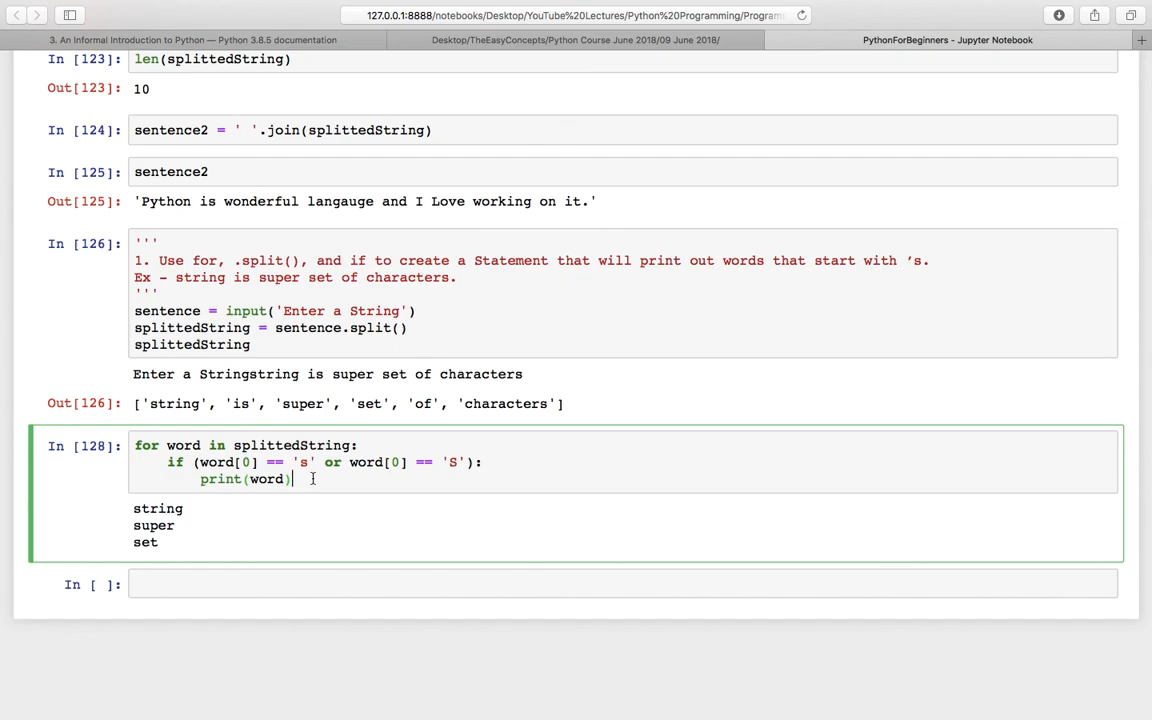 127.0.0.1:8888/notebooks/Desktop/YouTube%20Lectures/Python%20Programming/Program
3. An Informal Introduction to Python — Python 3.8.5 documentation
Desktop/TheEasyConcepts/Python Course June 2018/09 June 2018/
PythonForBeginners - Jupyter Notebook
In [123]: len(splittedString)
Out[123]: 10
In [124]: sentence2 = ' '.join(splittedString)
In [125]: sentence2
Out[125]: 'Python is wonderful langauge and I Love working on it.'
In [126]: '''
1. Use for, .split(), and if to create a Statement that will print out words that start with ’s.
Ex - string is super set of characters.
'''
sentence = input('Enter a String')
splittedString = sentence.split()
splittedString
Enter a Stringstring is super set of characters
Out[126]: ['string', 'is', 'super', 'set', 'of', 'characters']
In [128]: for word in splittedString:
if (word[0] == 's' or word[0] == 'S'):
print(word)
string
super
set
In [ ]: